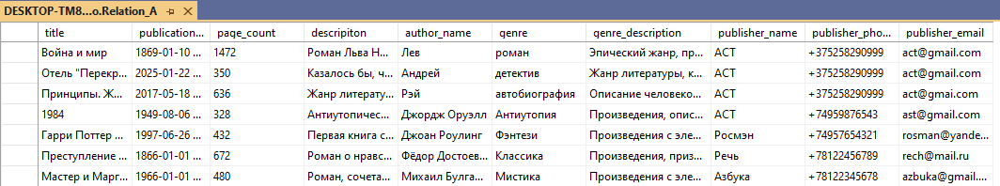 DESKTOP-TM8...o.Relation_A
title publication... page_count descripiton author_name genre genre_description publisher_name publisher_pho... publisher_email
Война и мир 1869-01-10 ... 1472 Роман Льва Н... Лев роман Эпический жанр, пр... АСТ +375258290999 act@gmail.com
Отель "Перекр... 2025-01-22 ... 350 Казалось бы, ч... Андрей детектив Жанр литературы, к... АСТ +375258290999 act@gmail.com
Принципы. Ж... 2017-05-18 ... 636 Жанр литерату... Рэй автобиография Описание человеко... АСТ +375258290999 act@gmai.com
1984 1949-08-06 ... 328 Антиутопичес... Джордж Оруэлл Антиутопия Произведения, опис... АСТ +74959876543 ast@gmail.com
Гарри Поттер ... 1997-06-26 ... 432 Первая книга с... Джоан Роулинг Фэнтези Произведения с эле... Росмэн +74957654321 rosman@yande...
Преступление ... 1866-01-01 ... 672 Роман о нравс... Фёдор Достоев... Классика Произведения, приз... Речь +78122456789 rech@mail.ru
Мастер и Марг... 1966-01-01 ... 480 Роман, сочета... Михаил Булга... Мистика Произведения с эле... Азбука +78122345678 azbuka@gmail....